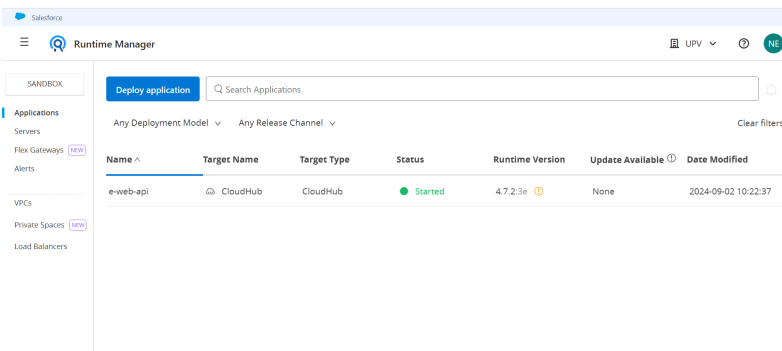 Salesforce
Runtime Manager
UPV
NE
SANDBOX
Applications
Servers
Flex Gateways NEW
Alerts
VPCs
Private Spaces NEW
Load Balancers
Deploy application
Search Applications
Any Deployment Model Any Release Channel
Clear filters
Name Target Name Target Type Status Runtime Version Update Available Date Modified
e-web-api CloudHub CloudHub Started 4.7.2:3e None 2024-09-02 10:22:37